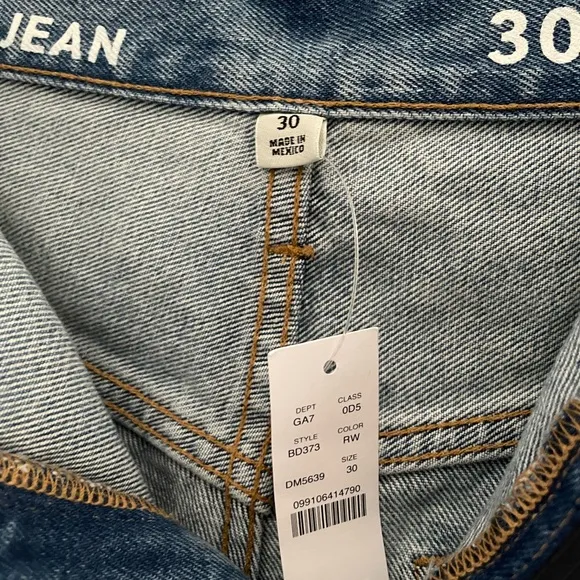 JEAN
30
30
MADE IN
MEXICO
DEPT CLASS
GA7 0D5
STYLE COLOR
BD373 RW
SIZE
DM5639 30
099106414790